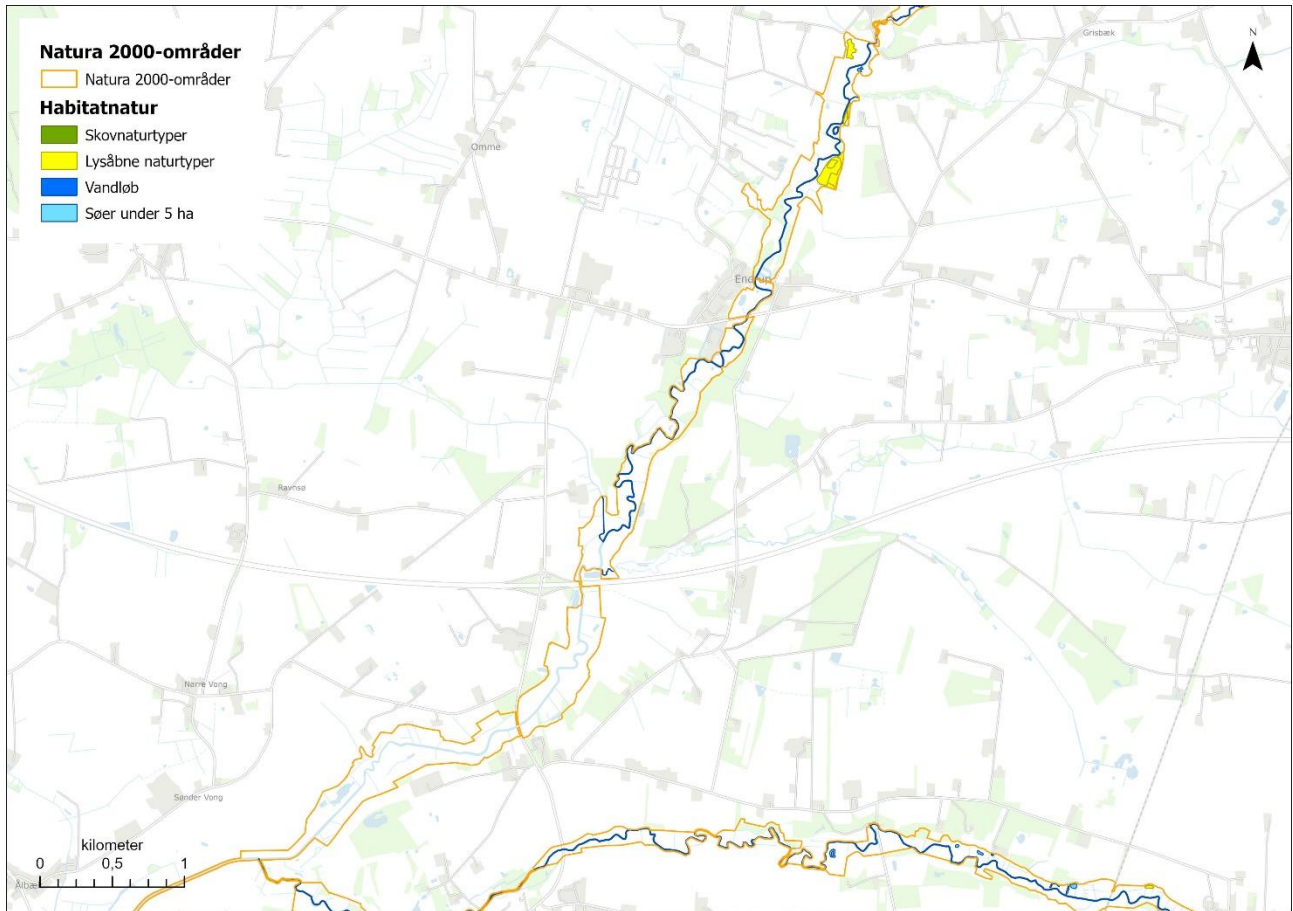 Natura 2000-områder
Natura 2000-områder
Habitatnatur
Skovnaturtyper
Lysåbne naturtyper
Vandløb
Søer under 5 ha
N
Grisbæk
Omme
Endrup
Ravnsø
Nørre Vong
Sønder Vong
kilometer
0 0,5 1